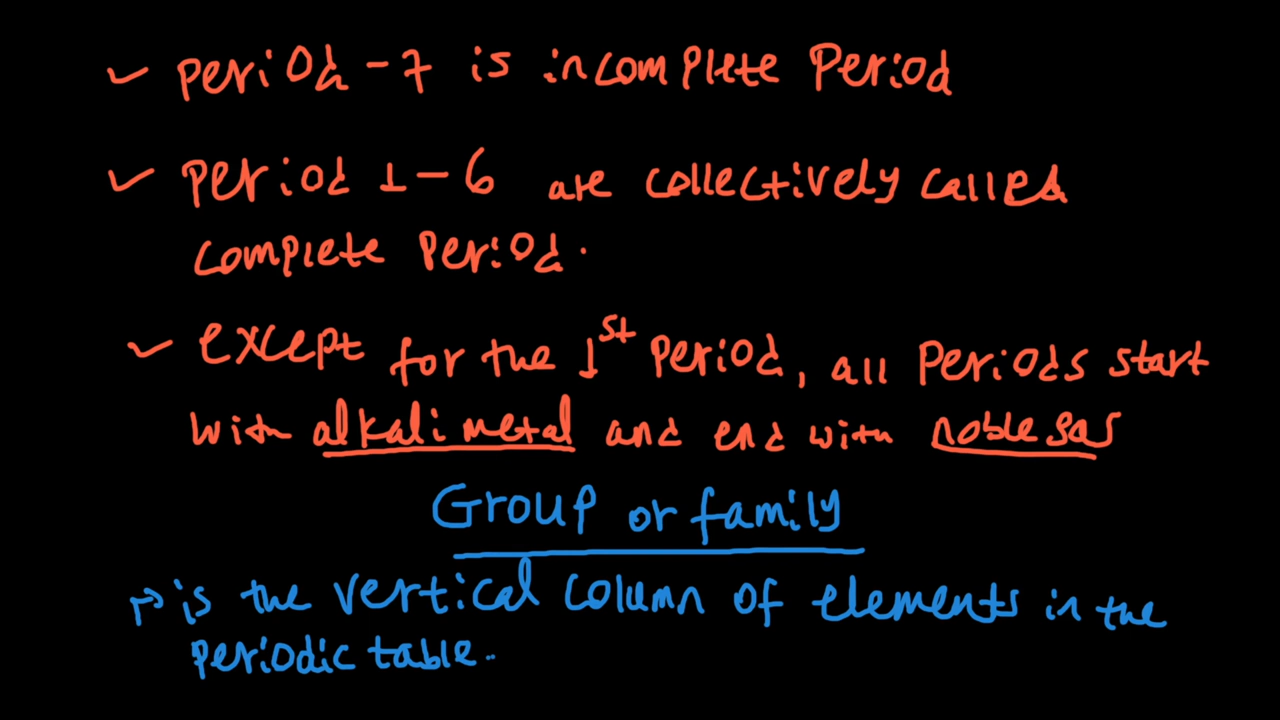 ✓ period - 7 is incomplete period
✓ period 1 - 6 are collectively called
complete period.
✓ except for the 1st period, all periods start
with alkali metal and end with noble gas
Group or family
→ is the vertical column of elements in the
periodic table.